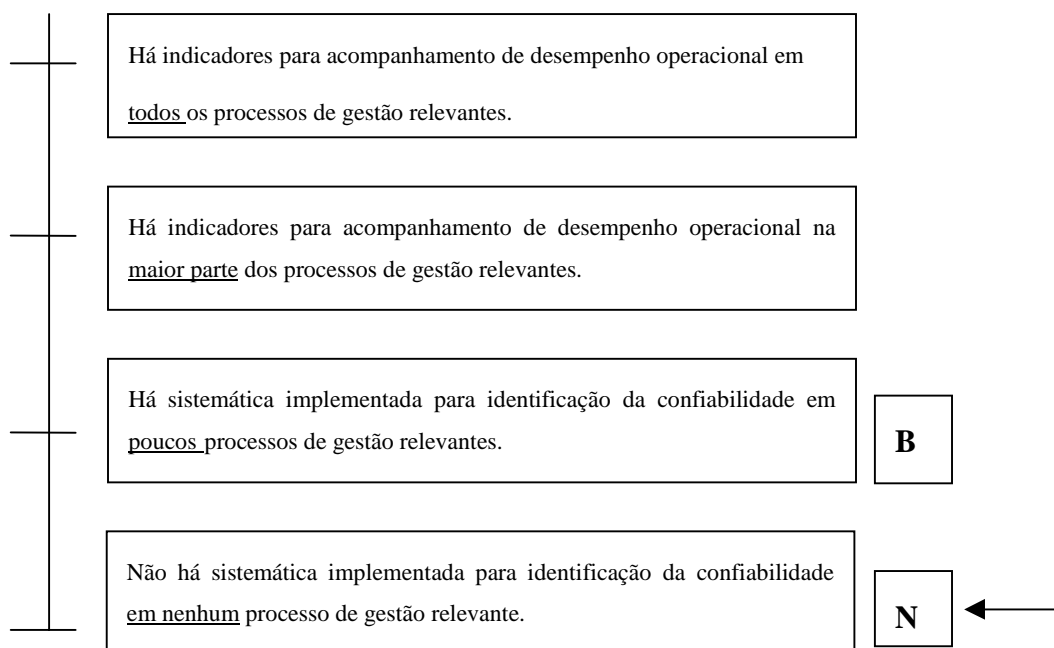 Há indicadores para acompanhamento de desempenho operacional em
todos os processos de gestão relevantes.
Há indicadores para acompanhamento de desempenho operacional na
maior parte dos processos de gestão relevantes.
Há sistemática implementada para identificação da confiabilidade em
poucos processos de gestão relevantes.
B
Não há sistemática implementada para identificação da confiabilidade
em nenhum processo de gestão relevante.
N